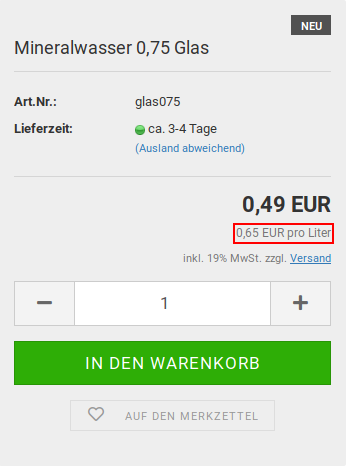 NEU
Mineralwasser 0,75 Glas
Art.Nr.: glas075
Lieferzeit: ca. 3-4 Tage
(Ausland abweichend)
0,49 EUR
0,65 EUR pro Liter
inkl. 19% MwSt. zzgl. Versand
− 1 +
IN DEN WARENKORB
AUF DEN MERKZETTEL